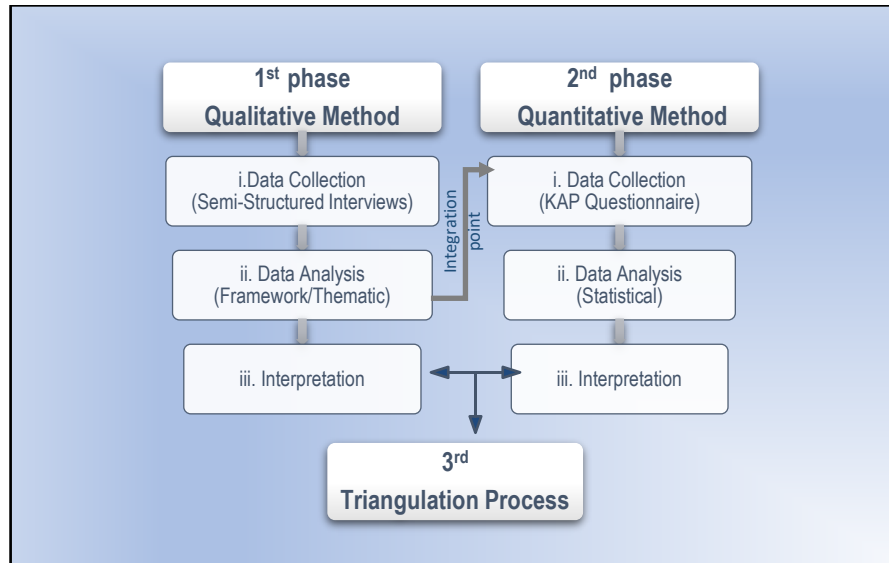 1st phase
Qualitative Method
i.Data Collection
(Semi-Structured Interviews)
ii. Data Analysis
(Framework/Thematic)
iii. Interpretation
Integration
point
2nd phase
Quantitative Method
i. Data Collection
(KAP Questionnaire)
ii. Data Analysis
(Statistical)
iii. Interpretation
3rd
Triangulation Process